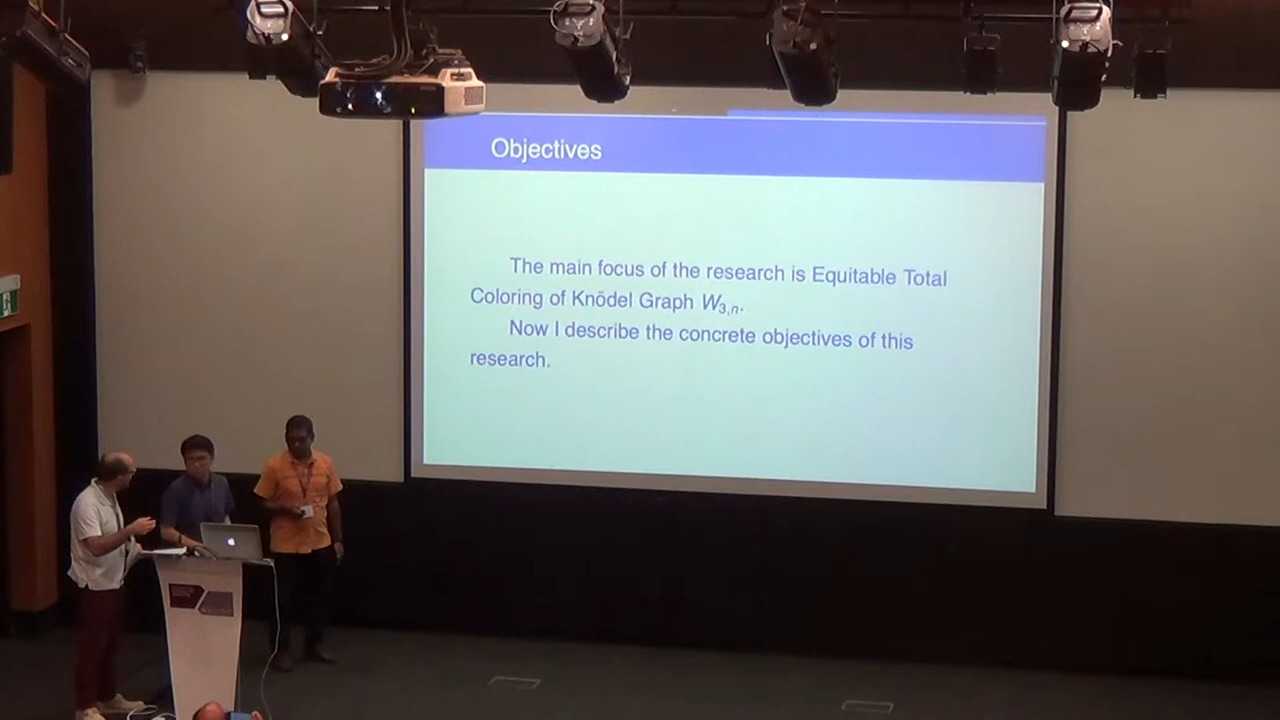 Objectives
The main focus of the research is Equitable Total
Coloring of Knödel Graph W3,n.
Now I describe the concrete objectives of this
research.